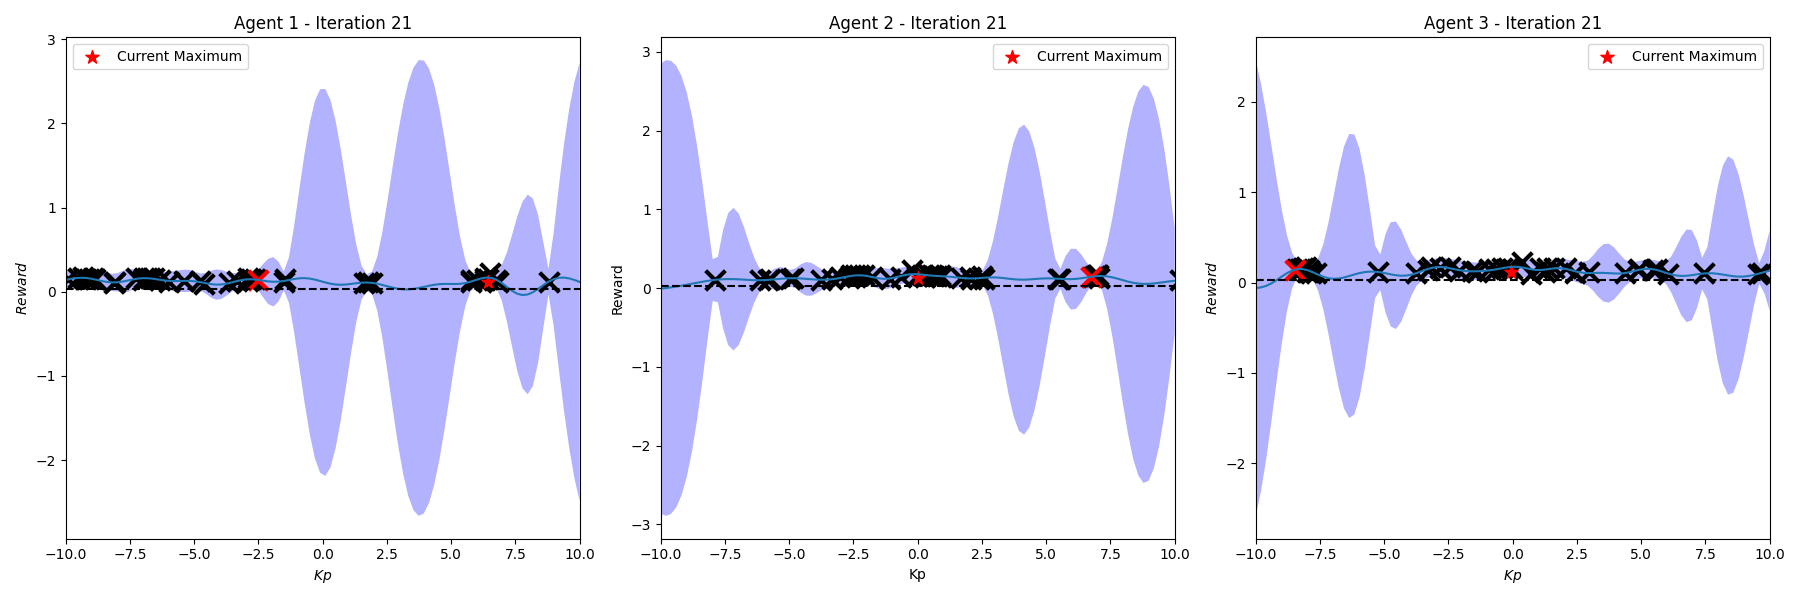 Agent 1 - Iteration 21
Current Maximum
3
2
1
0
−1
−2
Reward
−10.0 −7.5 −5.0 −2.5 0.0 2.5 5.0 7.5 10.0
Kp
Agent 2 - Iteration 21
Current Maximum
3
2
1
0
−1
−2
−3
Reward
−10.0 −7.5 −5.0 −2.5 0.0 2.5 5.0 7.5 10.0
Kp
Agent 3 - Iteration 21
Current Maximum
2
1
0
−1
−2
Reward
−10.0 −7.5 −5.0 −2.5 0.0 2.5 5.0 7.5 10.0
Kp